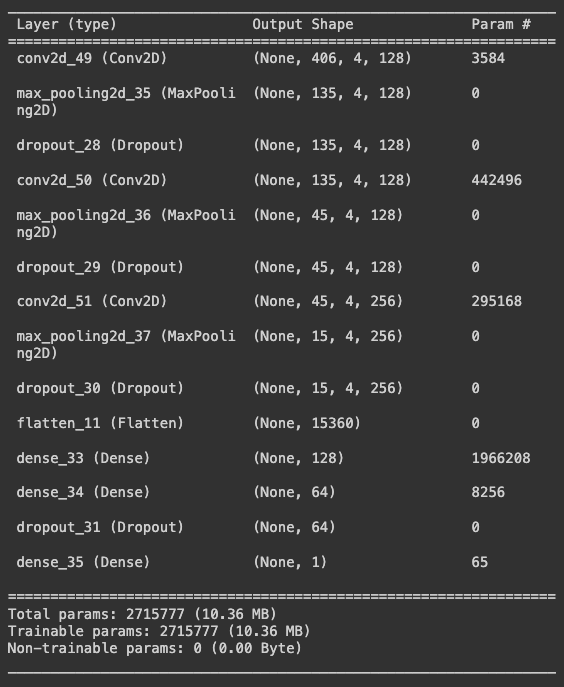 Layer (type) Output Shape Param #
conv2d_49 (Conv2D) (None, 406, 4, 128) 3584
max_pooling2d_35 (MaxPooli (None, 135, 4, 128) 0
ng2D)
dropout_28 (Dropout) (None, 135, 4, 128) 0
conv2d_50 (Conv2D) (None, 135, 4, 128) 442496
max_pooling2d_36 (MaxPooli (None, 45, 4, 128) 0
ng2D)
dropout_29 (Dropout) (None, 45, 4, 128) 0
conv2d_51 (Conv2D) (None, 45, 4, 256) 295168
max_pooling2d_37 (MaxPooli (None, 15, 4, 256) 0
ng2D)
dropout_30 (Dropout) (None, 15, 4, 256) 0
flatten_11 (Flatten) (None, 15360) 0
dense_33 (Dense) (None, 128) 1966208
dense_34 (Dense) (None, 64) 8256
dropout_31 (Dropout) (None, 64) 0
dense_35 (Dense) (None, 1) 65
Total params: 2715777 (10.36 MB)
Trainable params: 2715777 (10.36 MB)
Non-trainable params: 0 (0.00 Byte)